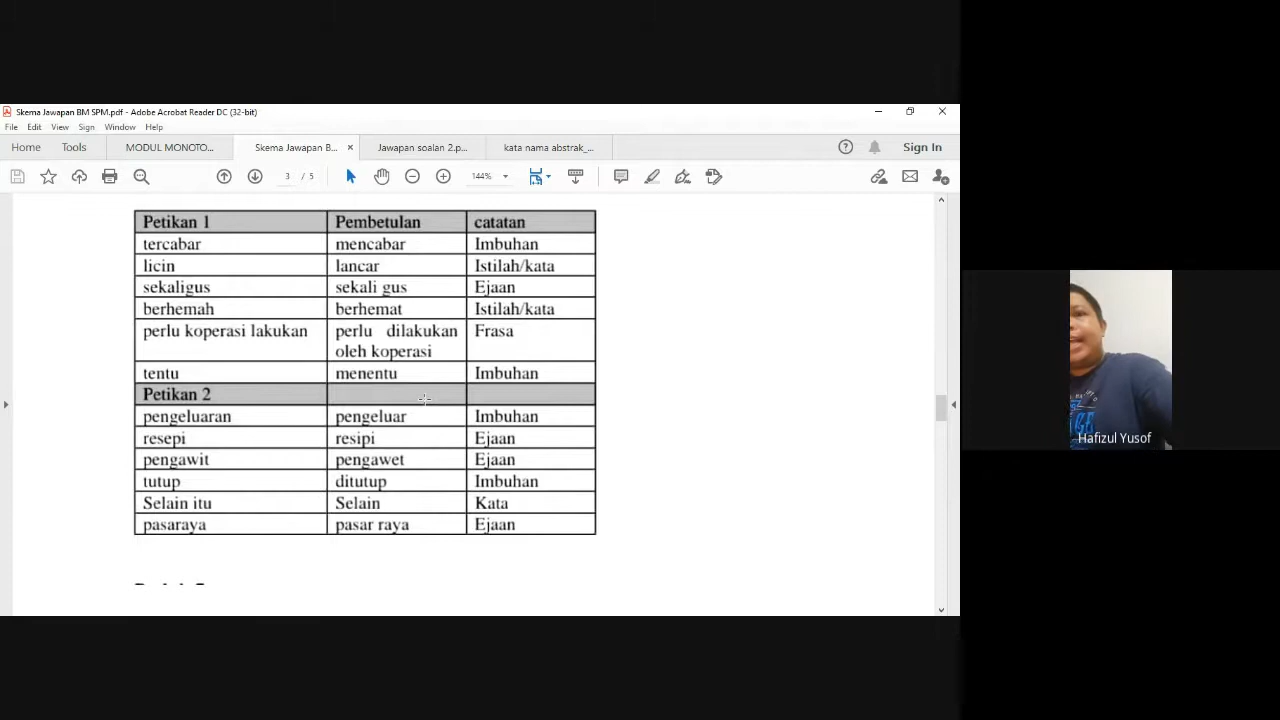 Skema Jawapan BM SPM.pdf - Adobe Acrobat Reader DC (32-bit)
File Edit View Sign Window Help
Home Tools MODUL MONOTO... Skema Jawapan B... × Jawapan soalan 2.p... kata nama abstrak_... Sign In
3 / 5 144%
Petikan 1 Pembetulan catatan
tercabar mencabar Imbuhan
licin lancar Istilah/kata
sekaligus sekali gus Ejaan
berhemah berhemat Istilah/kata
perlu koperasi lakukan perlu dilakukan Frasa
oleh koperasi
tentu menentu Imbuhan
Petikan 2
pengeluaran pengeluar Imbuhan
resepi resipi Ejaan
pengawit pengawet Ejaan
tutup ditutup Imbuhan
Selain itu Selain Kata
pasaraya pasar raya Ejaan
Hafizul Yusof